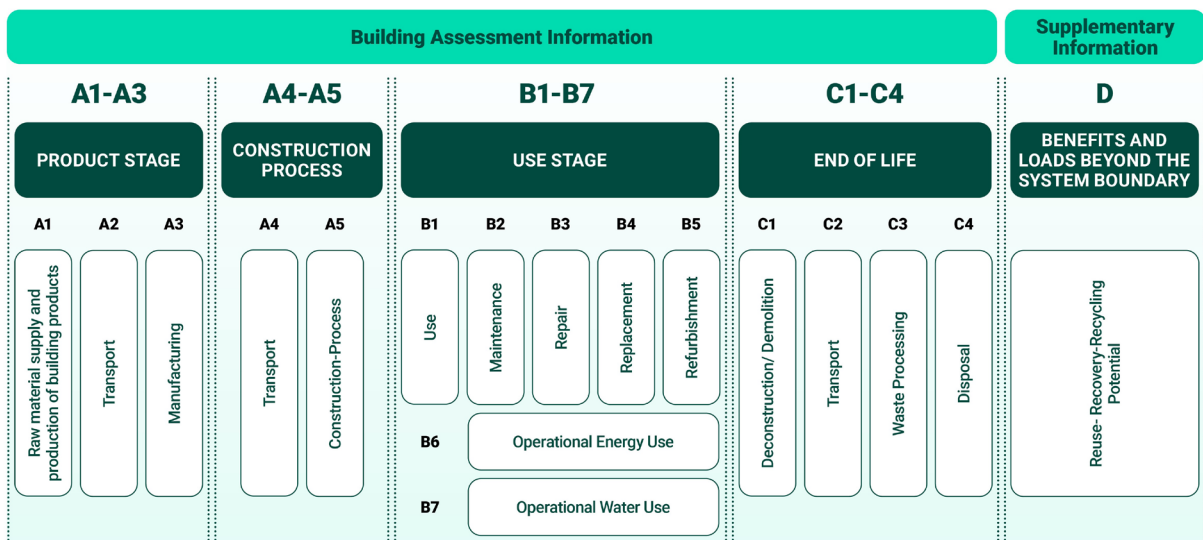 Building Assessment Information
Supplementary
Information
A1-A3
A4-A5
B1-B7
C1-C4
D
PRODUCT STAGE
CONSTRUCTION
PROCESS
USE STAGE
END OF LIFE
BENEFITS AND
LOADS BEYOND THE
SYSTEM BOUNDARY
A1
A2
A3
A4
A5
B1
B2
B3
B4
B5
C1
C2
C3
C4
Raw material supply and
production of building products
Transport
Manufacturing
Transport
Construction-Process
Use
Maintenance
Repair
Replacement
Refurbishment
B6
Operational Energy Use
B7
Operational Water Use
Deconstruction/ Demolition
Transport
Waste Processing
Disposal
Reuse- Recovery-Recycling
Potential